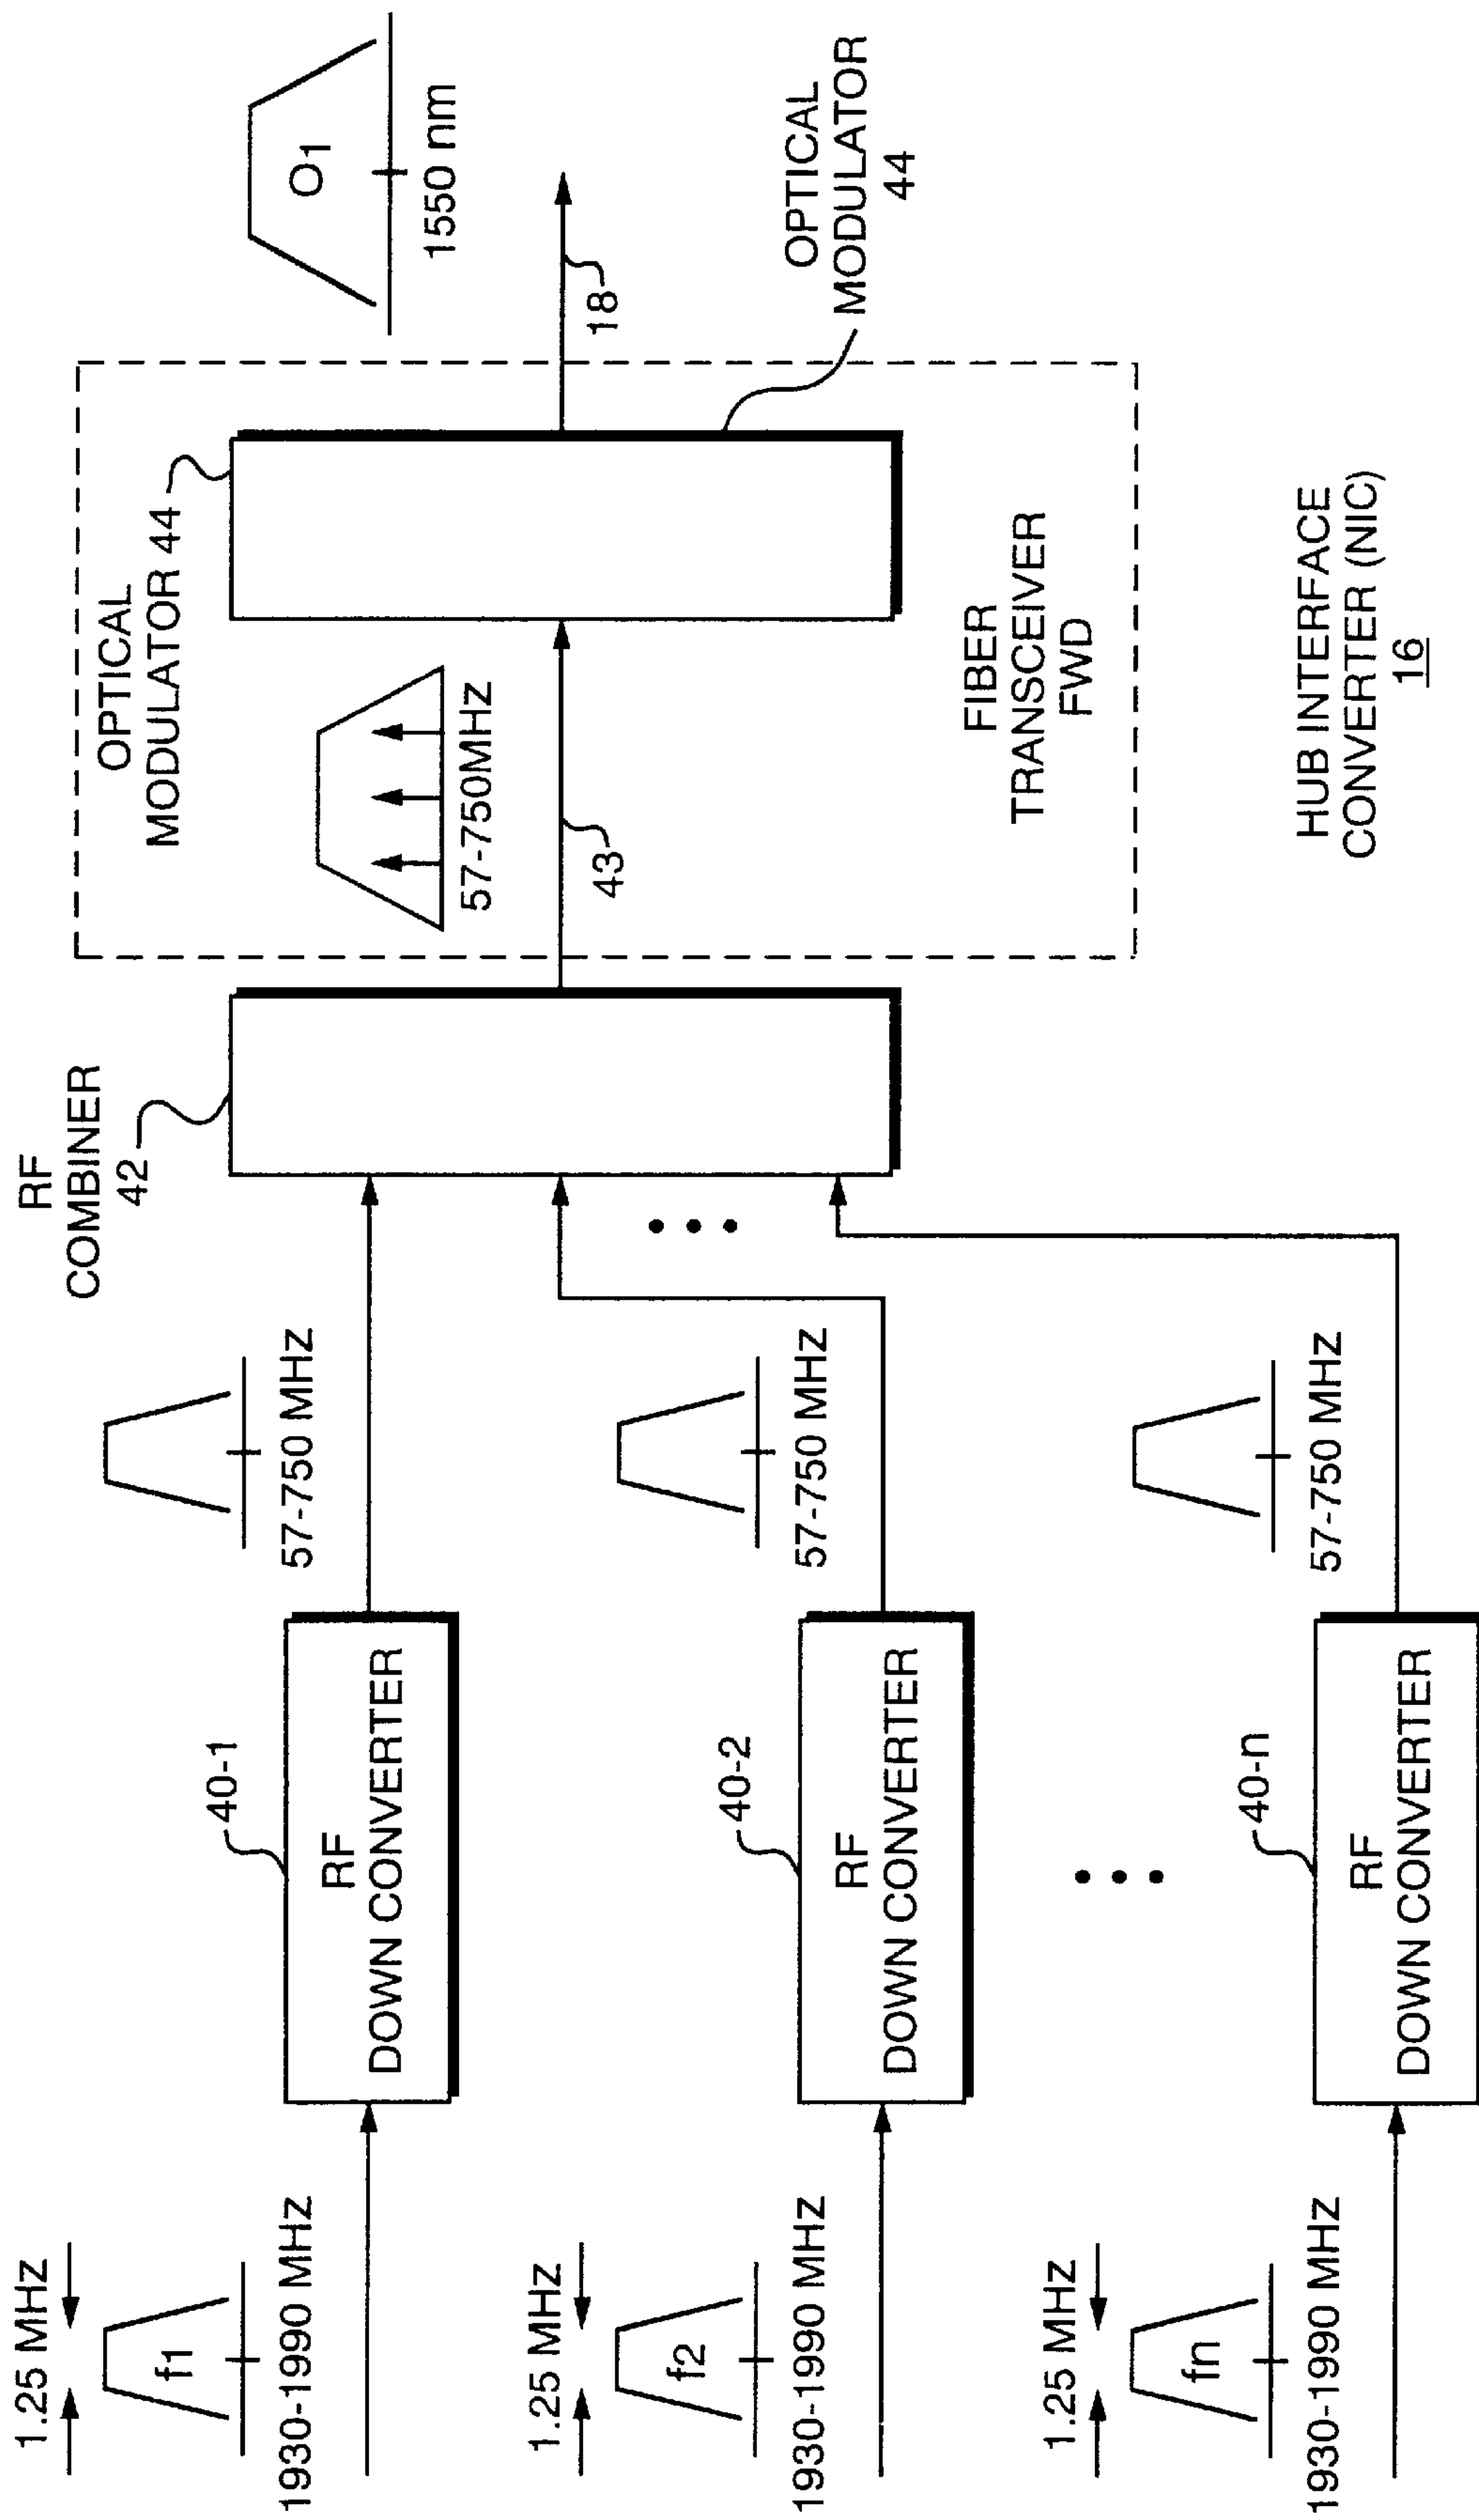 1.25 MHz
f1
1930-1990 MHz
40-1
RF
DOWN CONVERTER
57-750 MHz
1.25 MHz
f2
1930-1990 MHz
40-2
RF
DOWN CONVERTER
57-750 MHz
1.25 MHz
fn
1930-1990 MHz
40-n
RF
DOWN CONVERTER
57-750 MHz
RF
COMBINER
42
OPTICAL
MODULATOR 44
57-750MHz
43
FIBER
TRANSCEIVER
FWD
O1
1550 nm
18
OPTICAL
MODULATOR
44
HUB INTERFACE
CONVERTER (NIC)
16